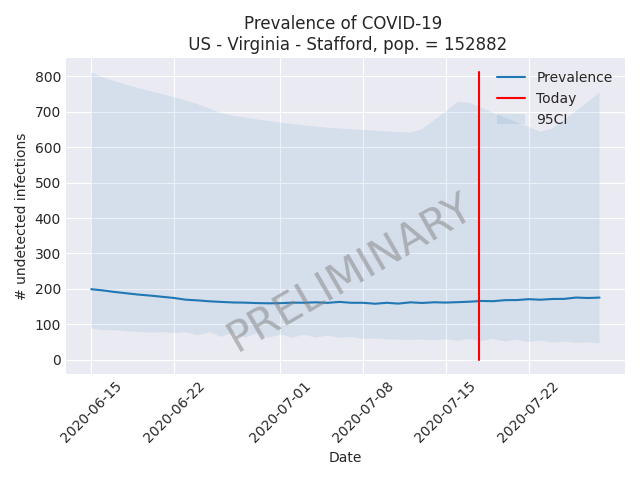 Prevalence of COVID-19
US - Virginia - Stafford, pop. = 152882
# undetected infections
800
700
600
500
400
300
200
100
0
Prevalence
Today
95CI
PRELIMINARY
2020-06-15
2020-06-22
2020-07-01
2020-07-08
2020-07-15
2020-07-22
Date